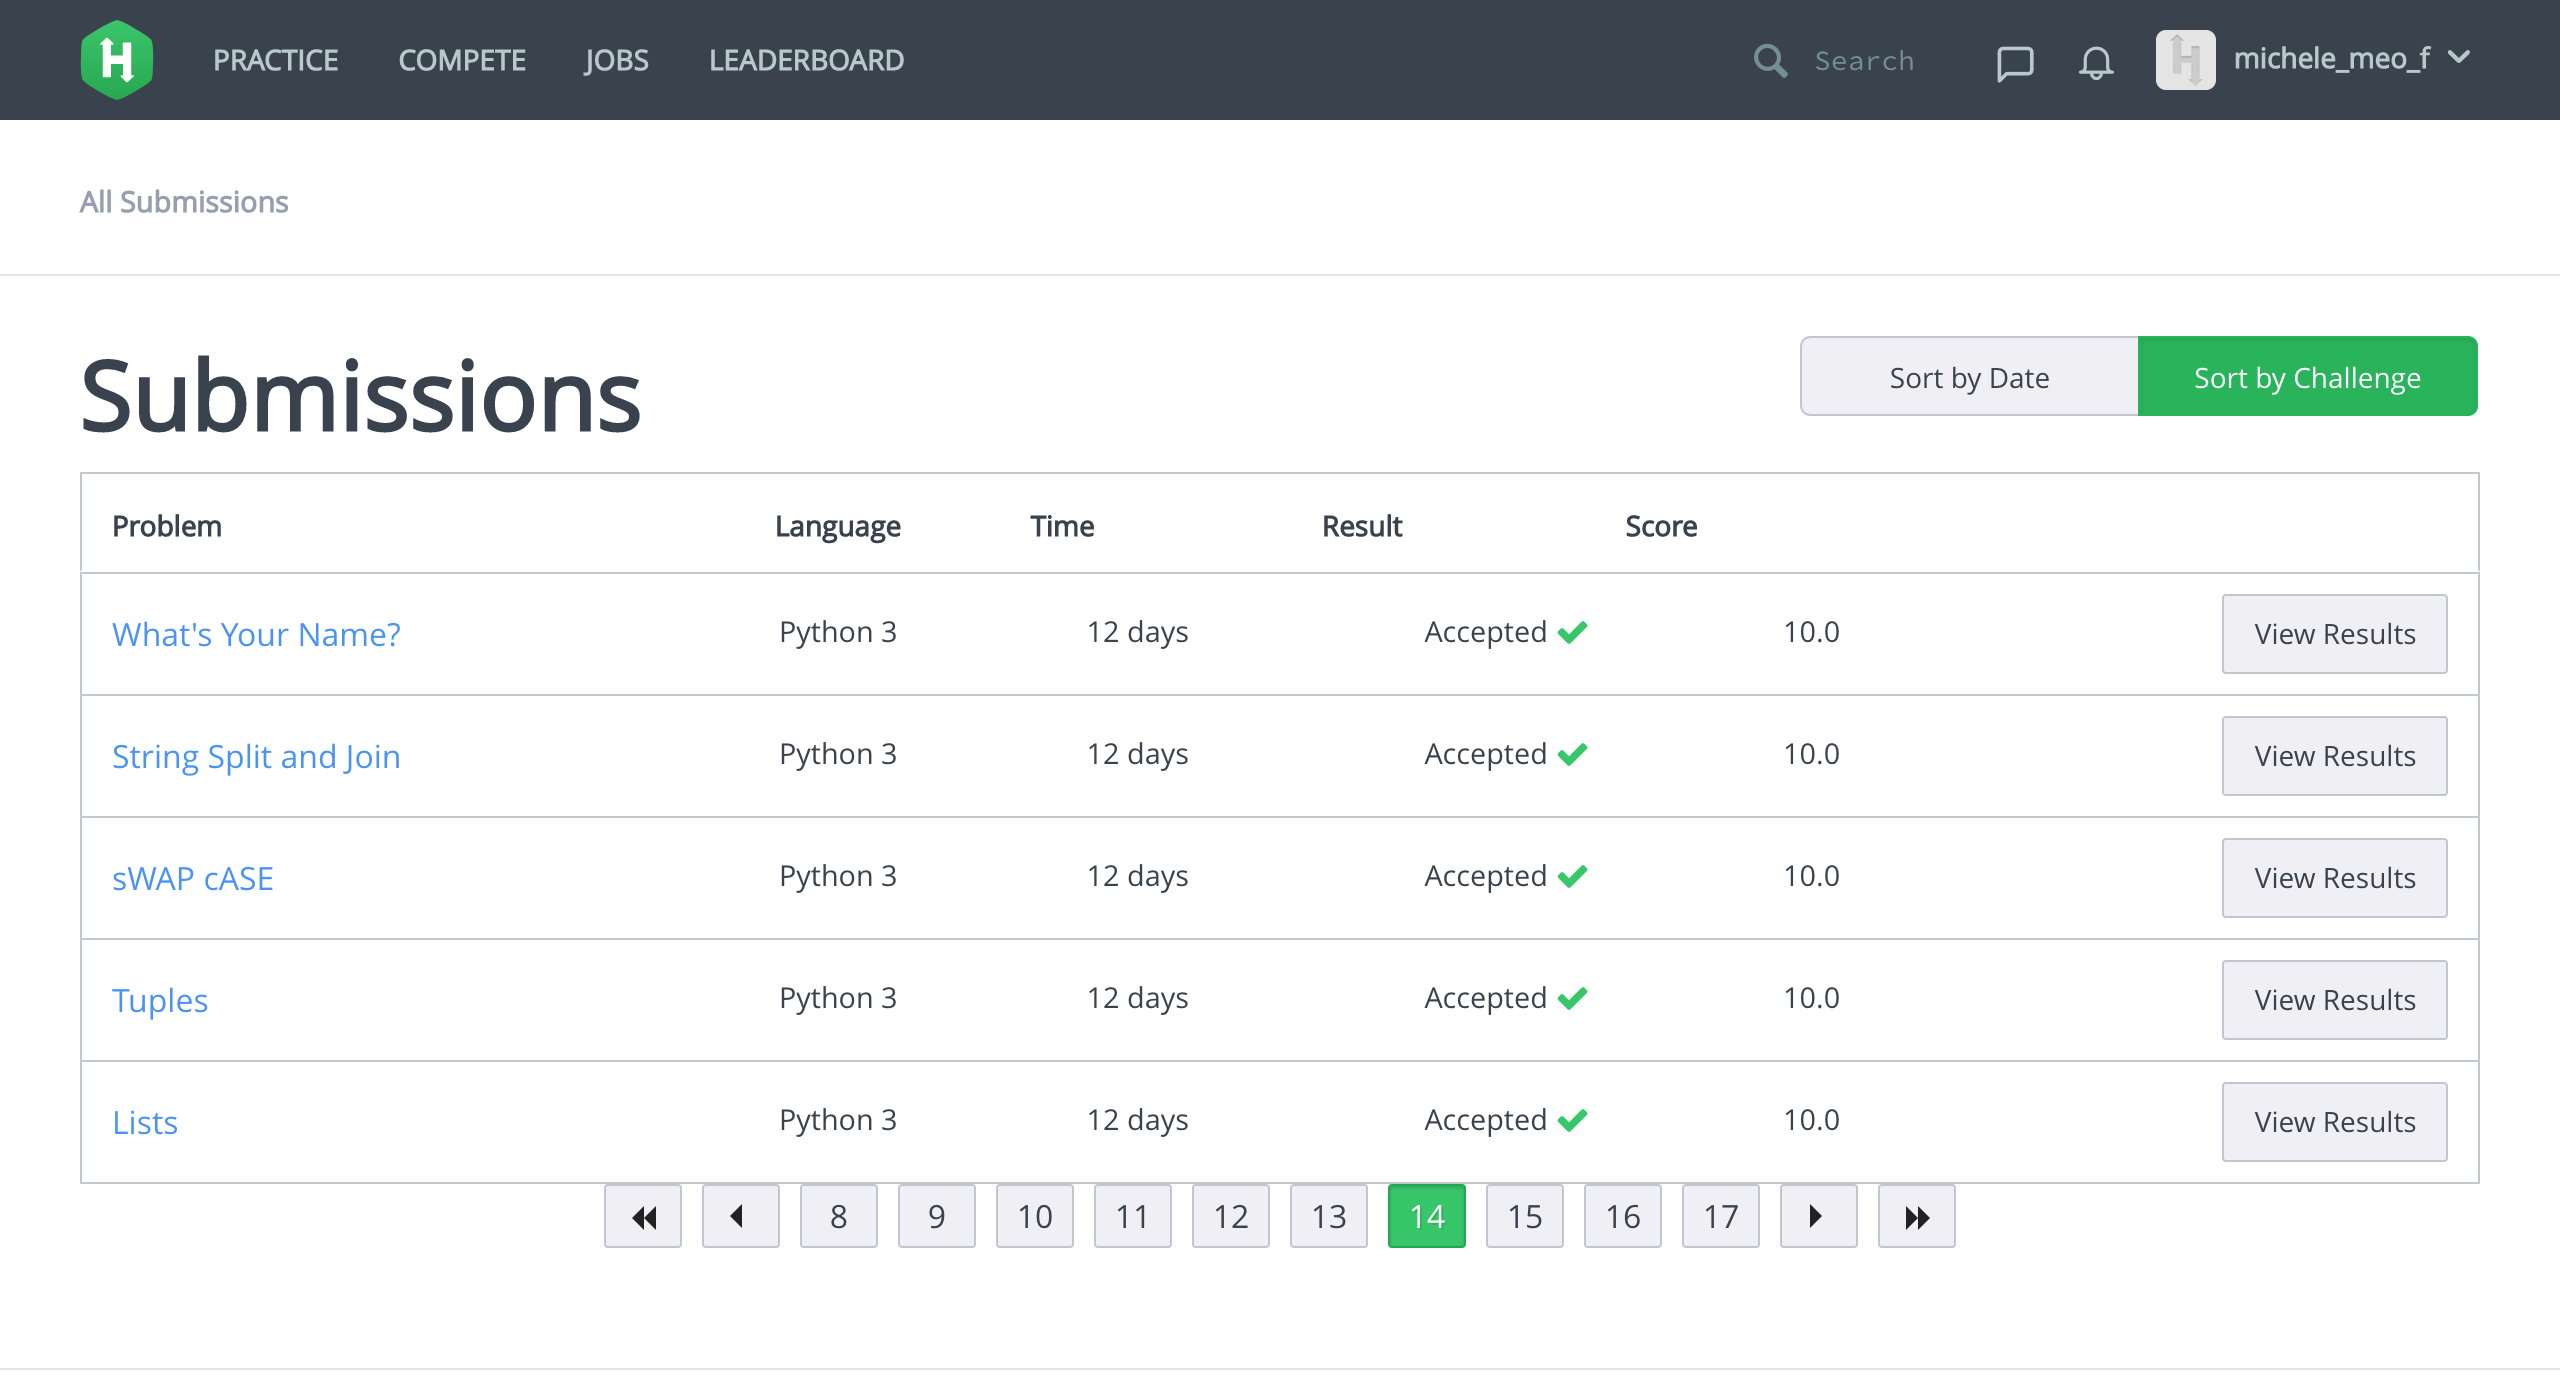 PRACTICE COMPETE JOBS LEADERBOARD Search michele_meo_f
All Submissions
Submissions Sort by Date Sort by Challenge
Problem Language Time Result Score
What's Your Name? Python 3 12 days Accepted 10.0 View Results
String Split and Join Python 3 12 days Accepted 10.0 View Results
sWAP cASE Python 3 12 days Accepted 10.0 View Results
Tuples Python 3 12 days Accepted 10.0 View Results
Lists Python 3 12 days Accepted 10.0 View Results
8 9 10 11 12 13 14 15 16 17